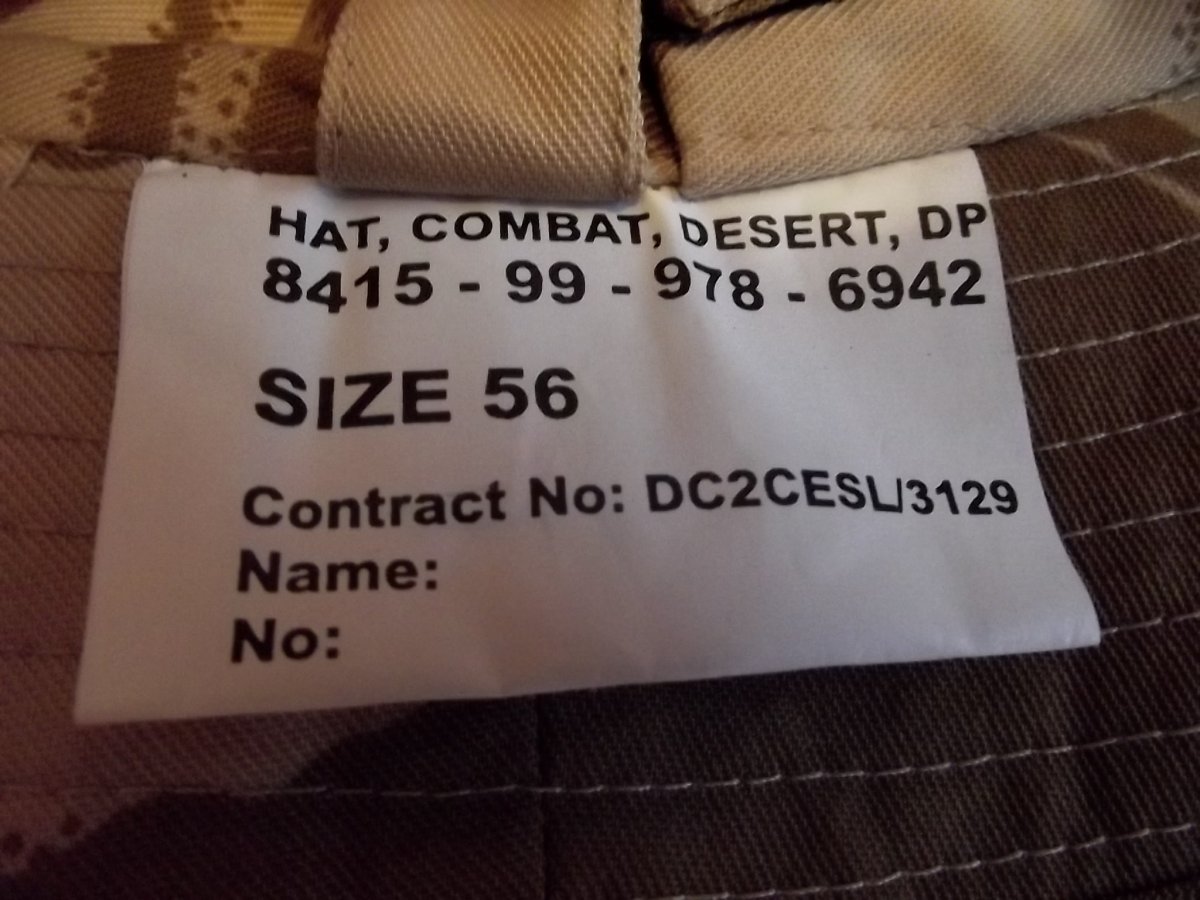 HAT, COMBAT, DESERT, DP
8415 - 99 - 978 - 6942
SIZE 56
Contract No: DC2CESL/3129
Name:
No: